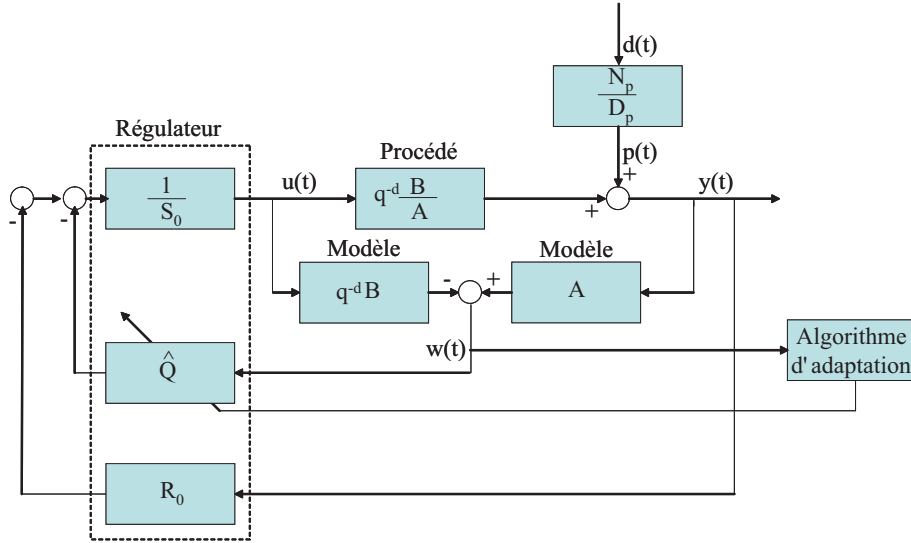 d(t)
N_p
D_p
Régulateur
Procédé
p(t)
+
1
S_0
u(t)
q^{-d} B
A
+
y(t)
-
-
Modèle
Modèle
q^{-d} B
-
+
A
w(t)
Q̂
Algorithme
d'adaptation
R_0